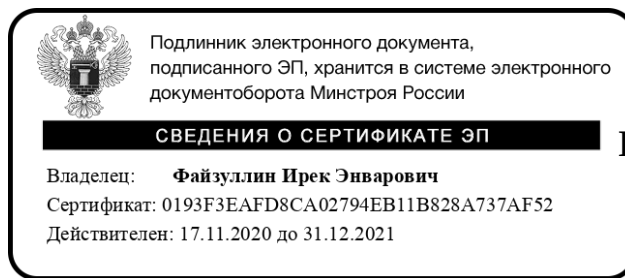 Подлинник электронного документа,
подписанного ЭП, хранится в системе электронного
документоборота Минстроя России
СВЕДЕНИЯ О СЕРТИФИКАТЕ ЭП
Владелец: Файзуллин Ирек Энварович
Сертификат: 0193F3EAFD8CA02794EB11B828A737AF52
Действителен: 17.11.2020 до 31.12.2021